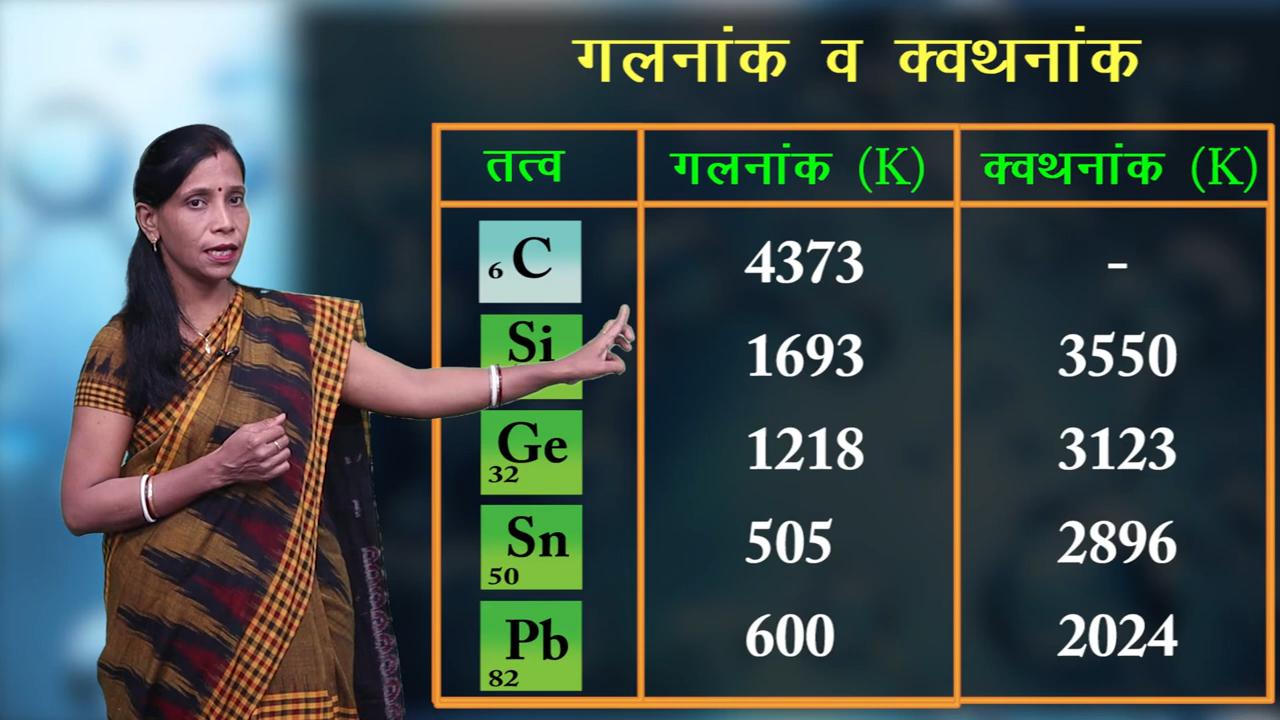 गलनांक व क्वथनांक
तत्व गलनांक (K) क्वथनांक (K)
6 C 4373 -
Si 1693 3550
32 Ge 1218 3123
50 Sn 505 2896
82 Pb 600 2024